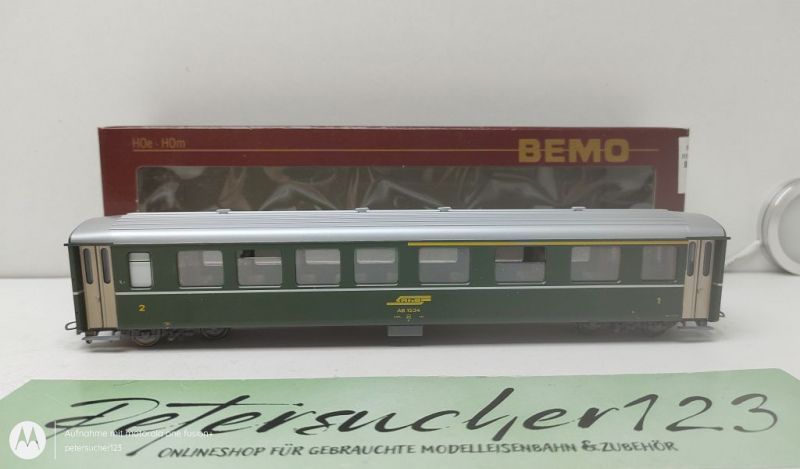 H0e - H0m
BEMO
2
1
AB 1534
Petersucher123
ONLINESHOP FÜR GEBRAUCHTE MODELLEISENBAHN & ZUBEHÖR
Aufnahme mit motorola one fusion+
petersucher123